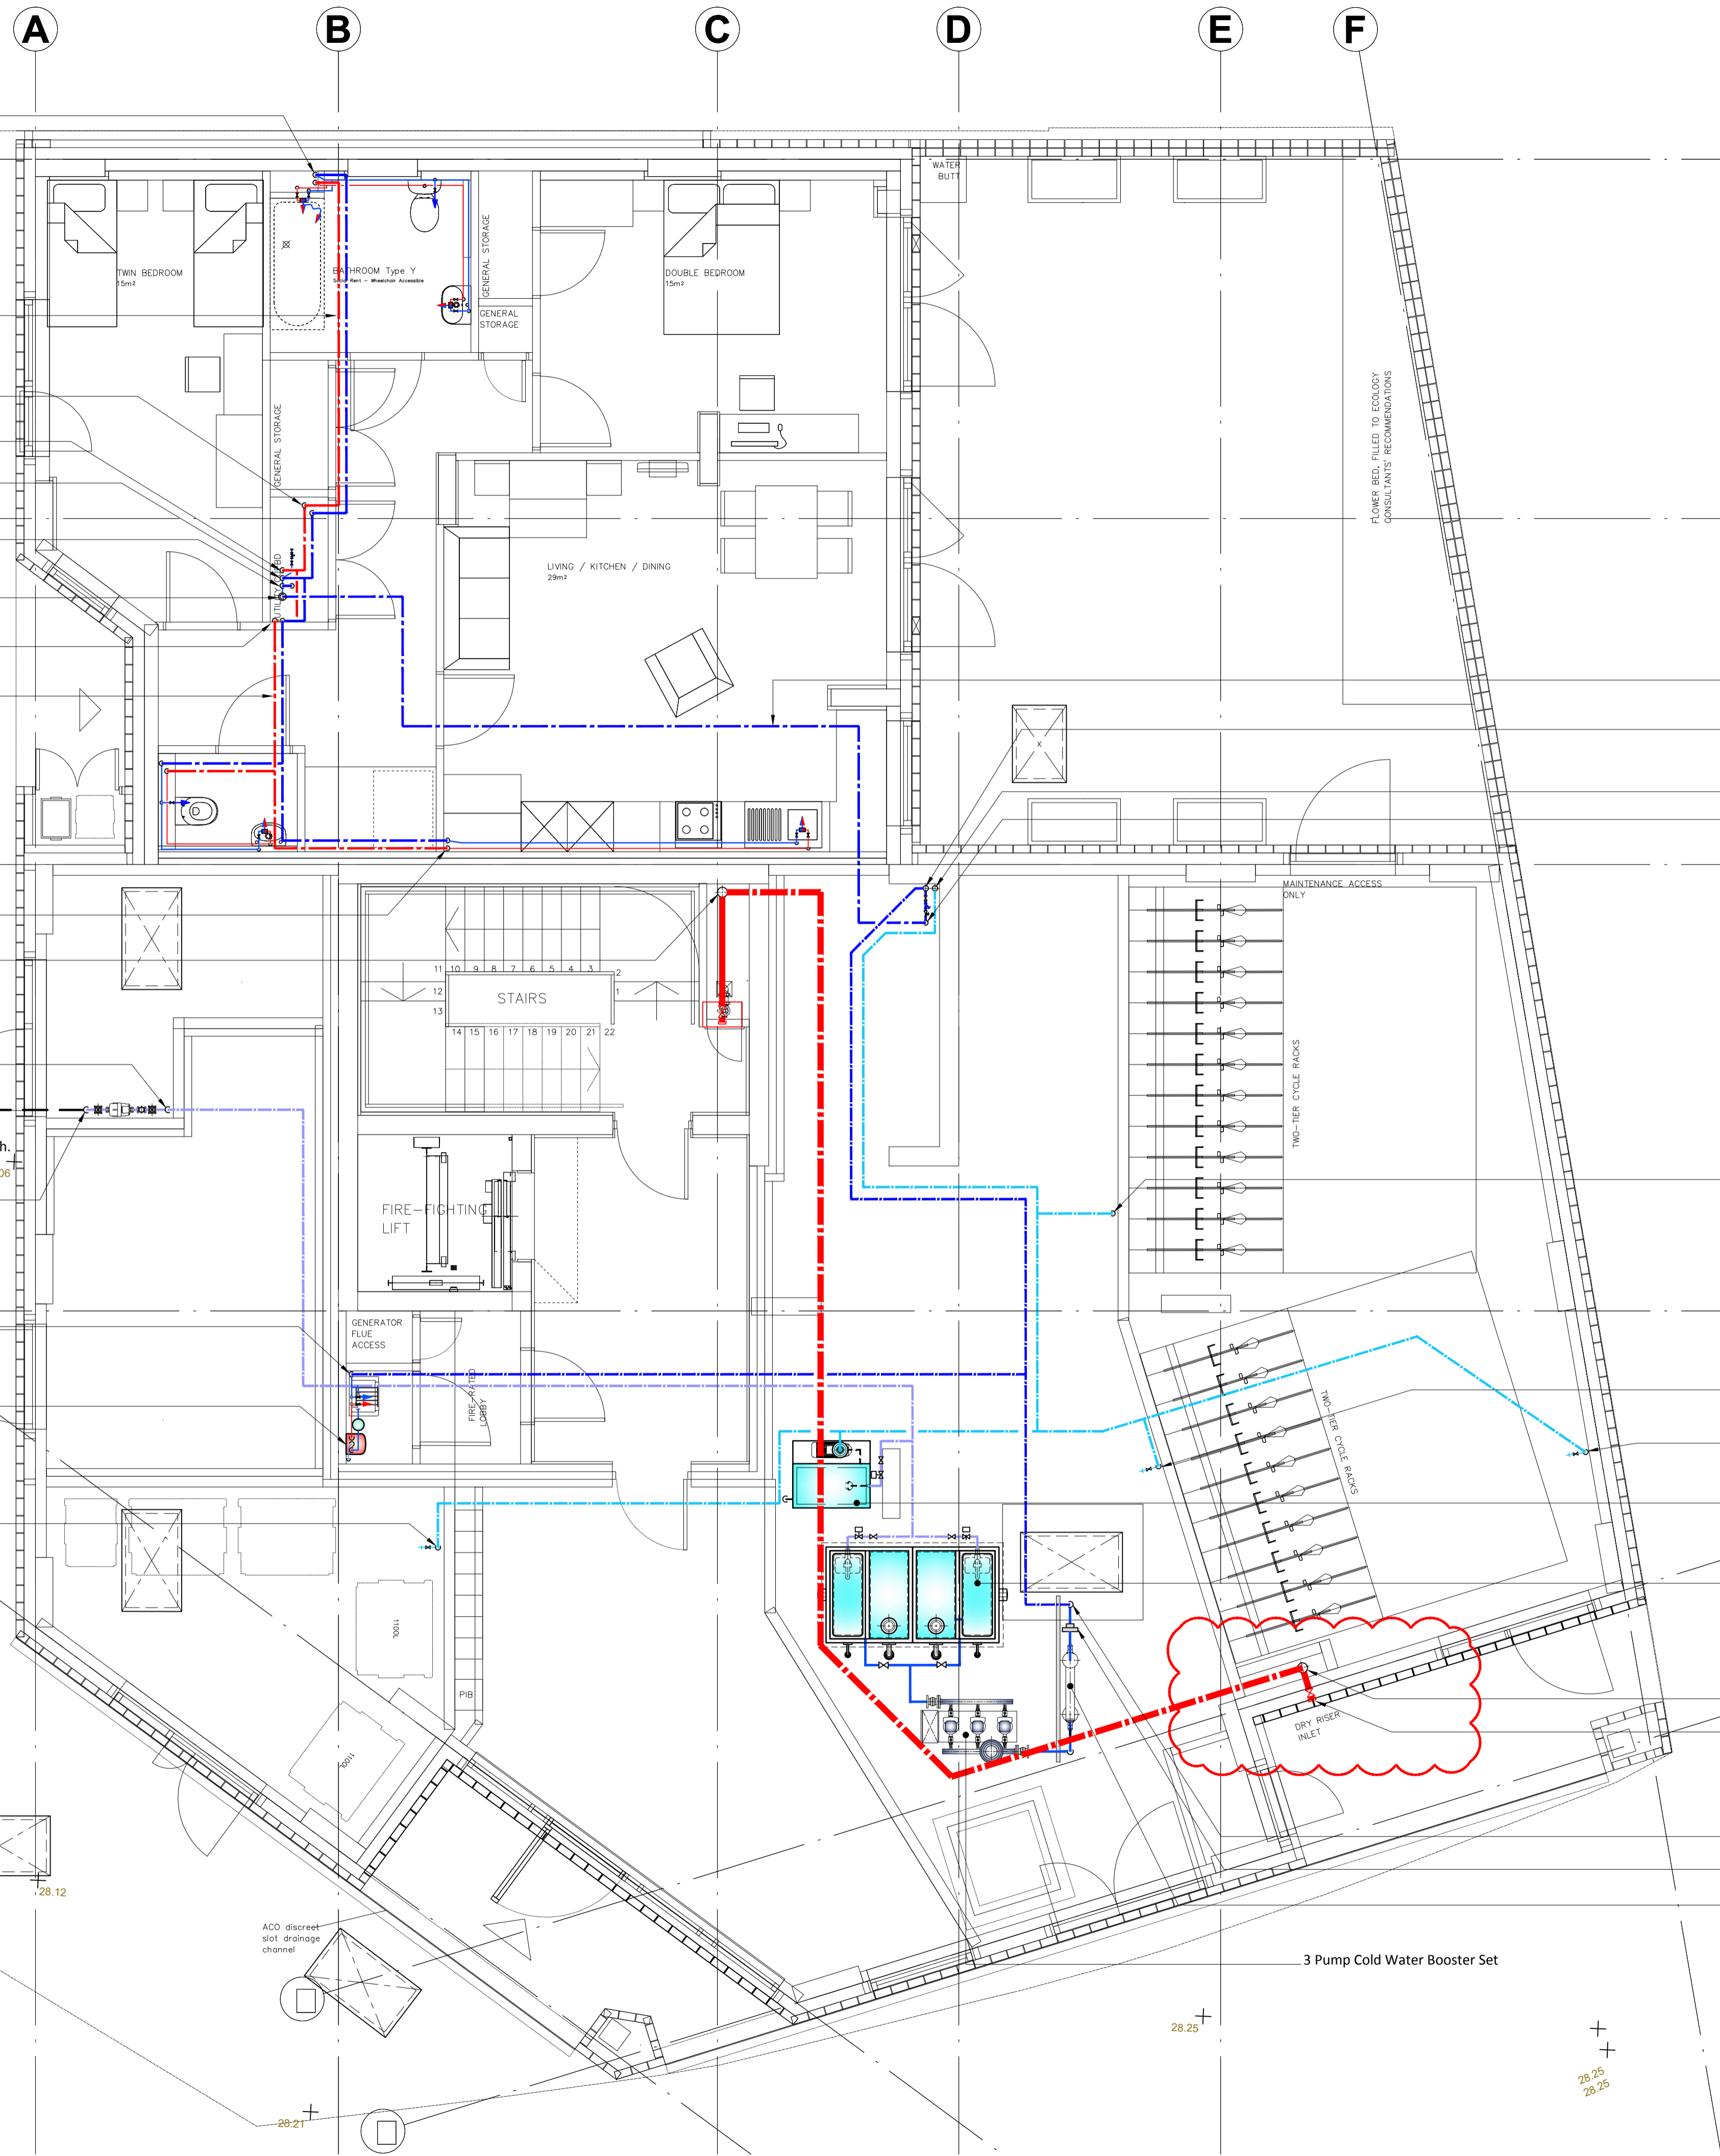 A
B
C
D
E
F
WATER
BUTT
TWIN BEDROOM
15m²
BATHROOM Type Y
Rent - Wheelchair Accessible
GENERAL STORAGE
GENERAL
STORAGE
DOUBLE BEDROOM
15m²
GENERAL STORAGE
FLOWER BED, FILLED TO ECOLOGY
CONSULTANTS' RECOMMENDATIONS
LIVING / KITCHEN / DINING
29m²
X
MAINTENANCE ACCESS
ONLY
11 10 9 8 7 6 5 4 3
2
12
1
13
STAIRS
14 15 16 17 18 19 20 21 22
TWO-TIER CYCLE RACKS
h.
06
FIRE-FIGHTING
LIFT
GENERATOR
FLUE
ACCESS
FIRE-RATED
LOBBY
TWO-TIER CYCLE RACKS
1100L
PIB
1100L
DRY RISER
INLET
28.12
ACO discreet
slot drainage
channel
3 Pump Cold Water Booster Set
28.25
28.25
28.25
28.21